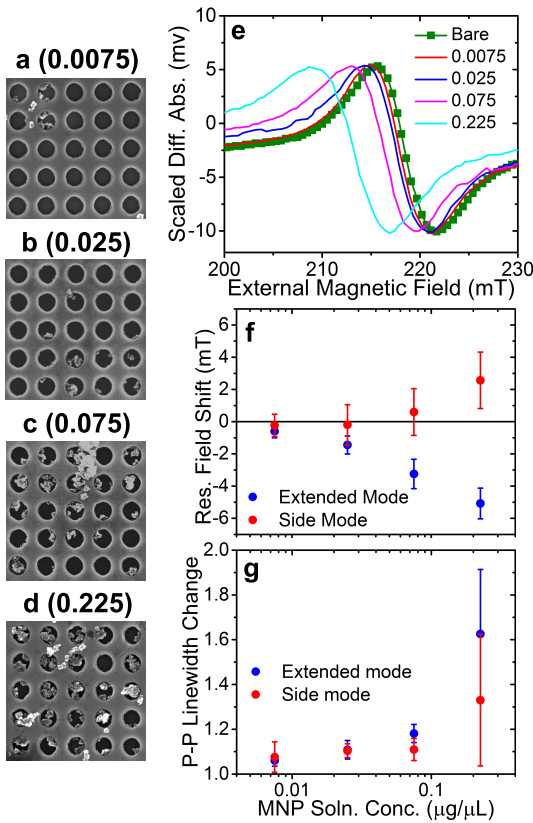 a (0.0075)
b (0.025)
c (0.075)
d (0.225)
e
Scaled Diff. Abs. (mv)
10
5
0
-5
-10
Bare
0.0075
0.025
0.075
0.225
200
210
220
230
External Magnetic Field (mT)
f
Res. Field Shift (mT)
6
4
2
0
-2
-4
-6
Extended Mode
Side Mode
g
P-P Linewidth Change
2.0
1.8
1.6
1.4
1.2
1.0
Extended mode
Side mode
0.01
0.1
MNP Soln. Conc. (μg/μL)